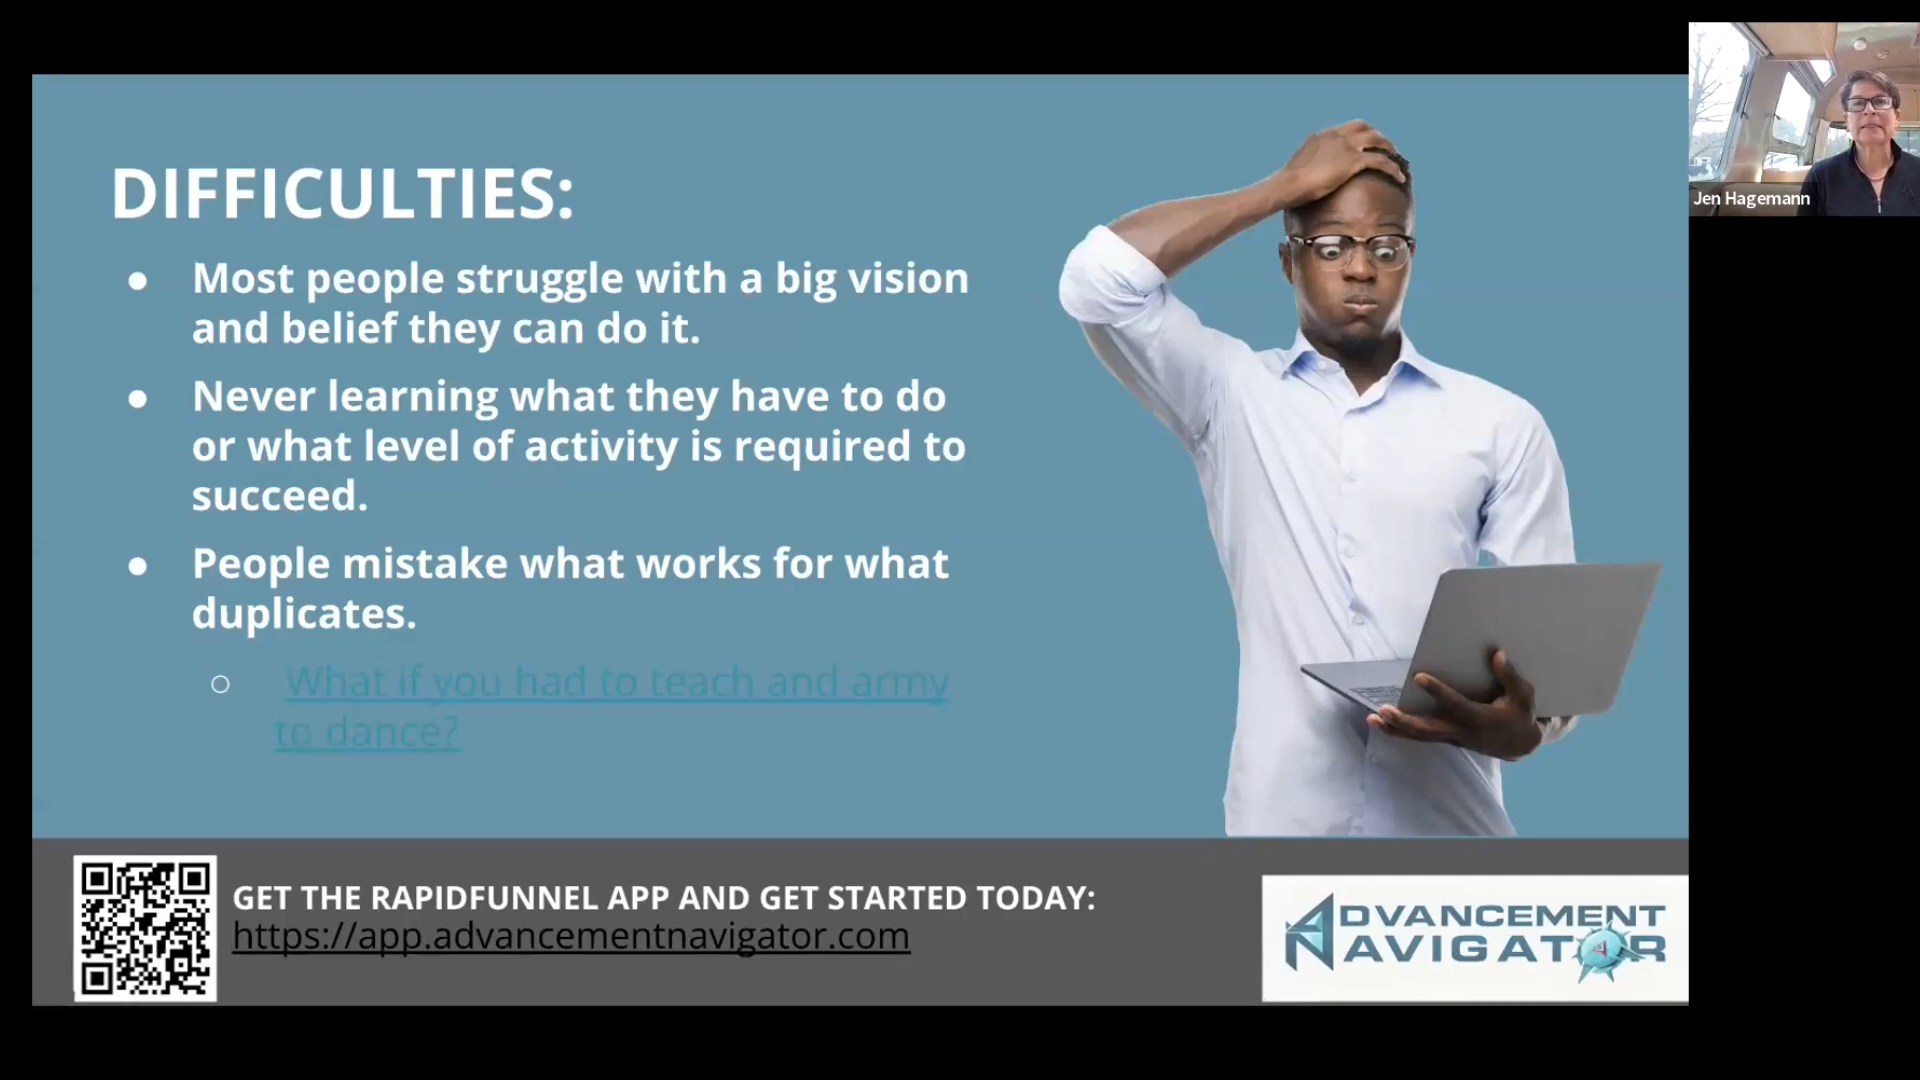 DIFFICULTIES:
● Most people struggle with a big vision
and belief they can do it.
● Never learning what they have to do
or what level of activity is required to
succeed.
● People mistake what works for what
duplicates.
○ What if you had to teach and army
to dance?
GET THE RAPIDFUNNEL APP AND GET STARTED TODAY:
https://app.advancementnavigator.com
ADVANCEMENT
NAVIGATOR
Jen Hagemann